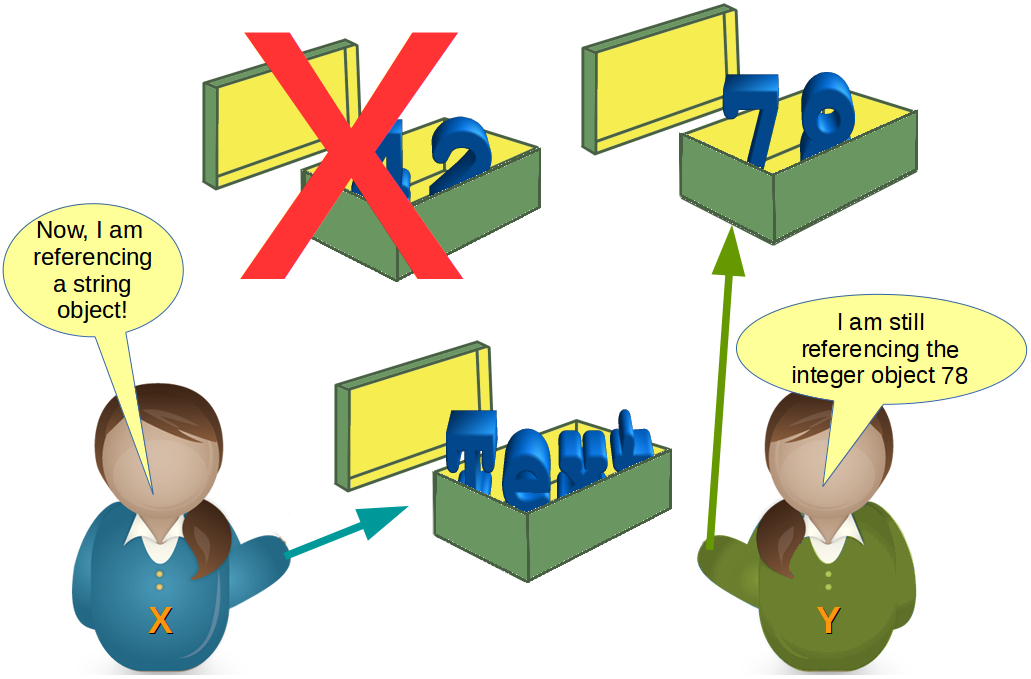 42
78
Now, I am
referencing
a string
object!
I am still
referencing the
integer object 78
Text
X
Y